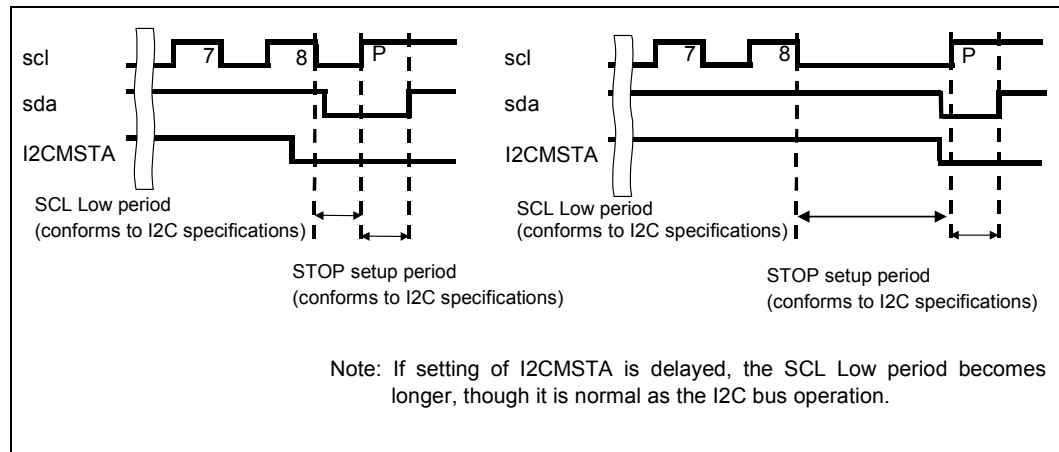 scl
7
8
P
sda
I2CMSTA
SCL Low period
(conforms to I2C specifications)
STOP setup period
(conforms to I2C specifications)
scl
7
8
P
sda
I2CMSTA
SCL Low period
(conforms to I2C specifications)
STOP setup period
(conforms to I2C specifications)
Note: If setting of I2CMSTA is delayed, the SCL Low period becomes
longer, though it is normal as the I2C bus operation.